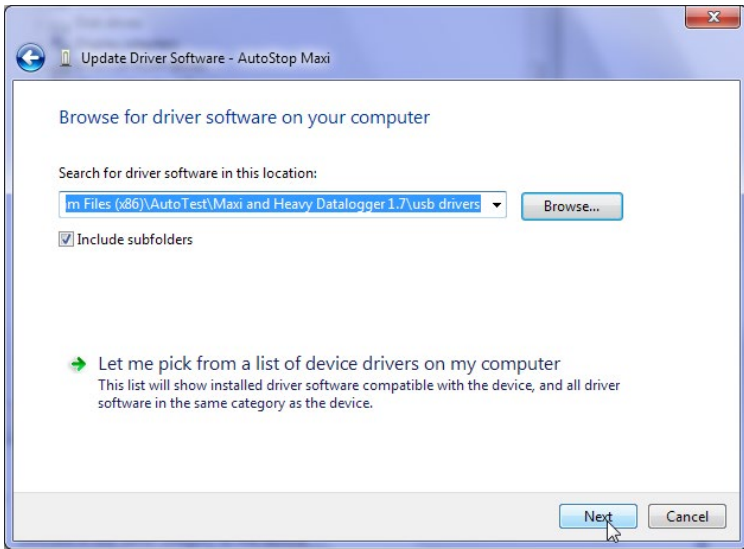 Update Driver Software - AutoStop Maxi
Browse for driver software on your computer
Search for driver software in this location:
m Files (x86)\AutoTest\Maxi and Heavy Datalogger 1.7\usb drivers
Browse...
Include subfolders
Let me pick from a list of device drivers on my computer
This list will show installed driver software compatible with the device, and all driver
software in the same category as the device.
Next
Cancel